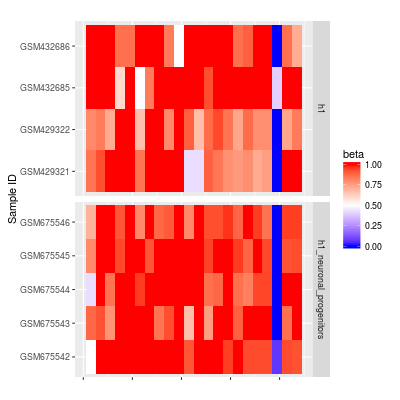 GSM432686
GSM432685
GSM429322
GSM429321
h1
GSM675546
GSM675545
GSM675544
GSM675543
GSM675542
h1_neuronal_progenitors
Sample ID
beta
1.00
0.75
0.50
0.25
0.00